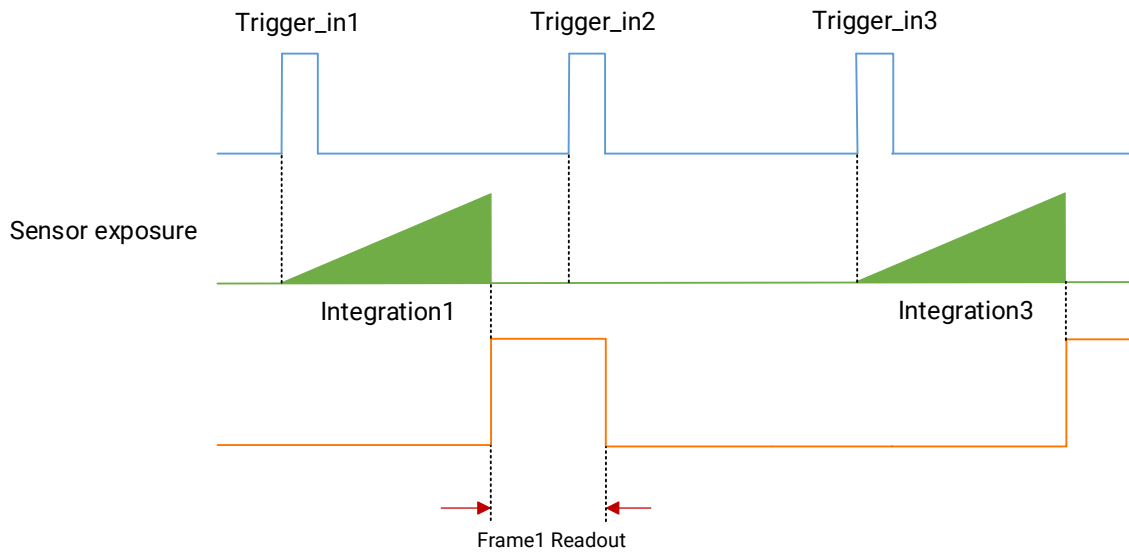 Trigger_in1
Trigger_in2
Trigger_in3
Sensor exposure
Integration1
Integration3
Frame1 Readout